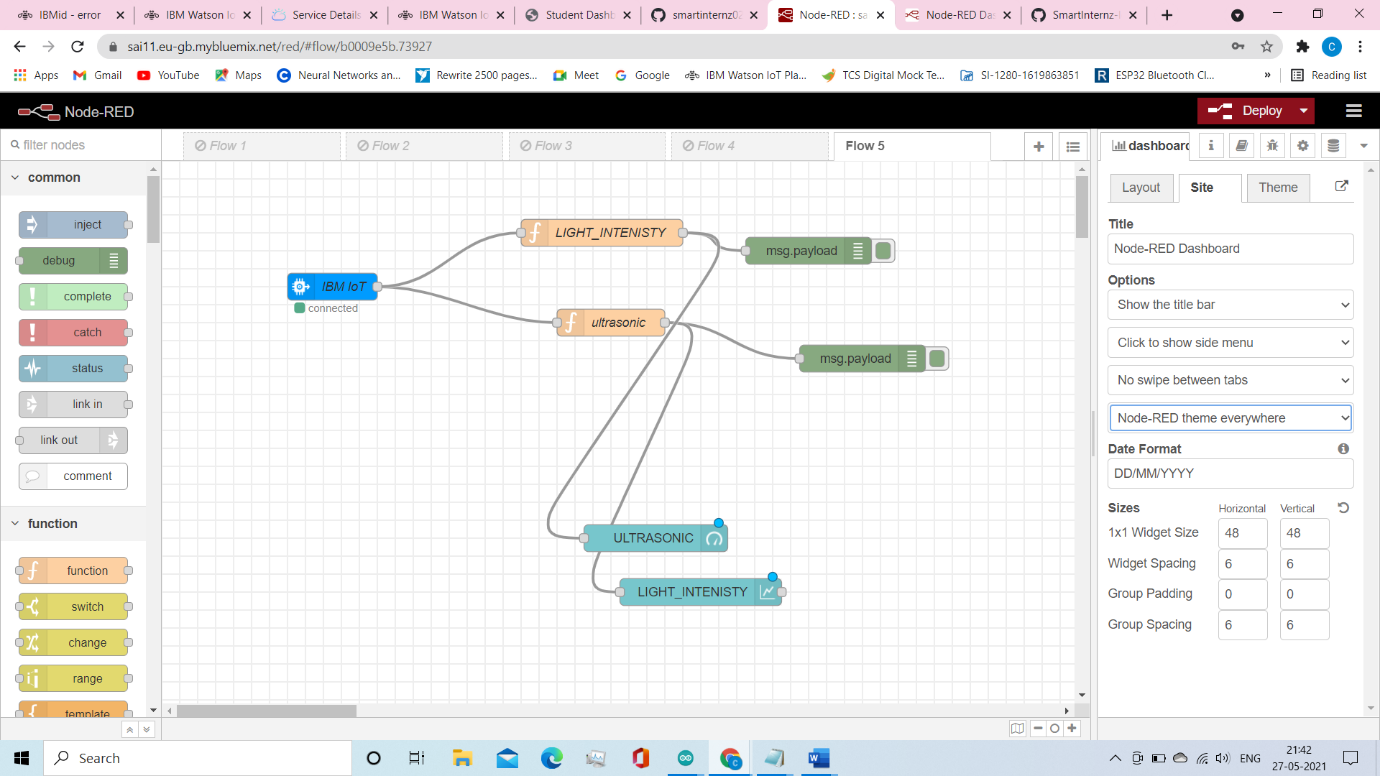 IBMid - error
IBM Watson Io
Service Details
IBM Watson Io
Student Dashb
smartinternz02
Node-RED : sa
Node-RED Da
SmartInternz-
sai11.eu-gb.mybluemix.net/red/#flow/b0009e5b.73927
C
Apps
Gmail
YouTube
Maps
Neural Networks an...
Rewrite 2500 pages...
Meet
Google
IBM Watson IoT Pla...
TCS Digital Mock Te...
SI-1280-1619868851
ESP32 Bluetooth Cl...
»
Reading list
Node-RED
Deploy
filter nodes
Flow 1
Flow 2
Flow 3
Flow 4
Flow 5
dashboard
common
inject
debug
complete
catch
status
link in
link out
comment
function
function
switch
change
range
template
LIGHT_INTENISTY
msg.payload
IBM IoT
connected
ultrasonic
msg.payload
ULTRASONIC
LIGHT_INTENISTY
Layout
Site
Theme
Title
Node-RED Dashboard
Options
Show the title bar
Click to show side menu
No swipe between tabs
Node-RED theme everywhere
Date Format
DD/MM/YYYY
Sizes Horizontal Vertical
1x1 Widget Size 48 48
Widget Spacing 6 6
Group Padding 0 0
Group Spacing 6 6
Search
ENG
21:42
27-05-2021